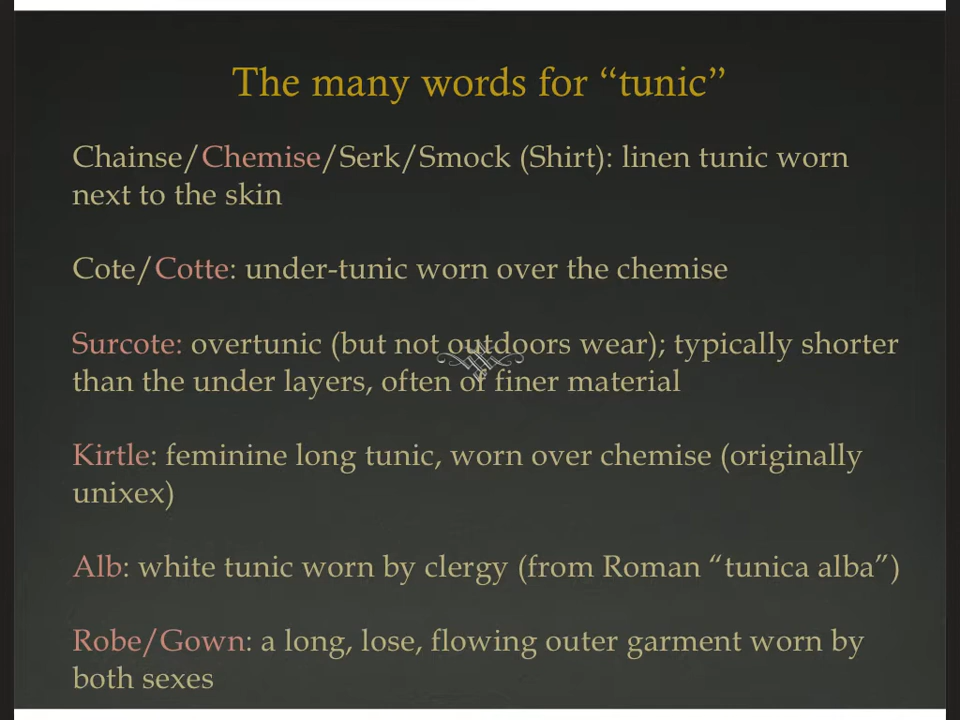 The many words for “tunic”
Chainse/Chemise/Serk/Smock (Shirt): linen tunic worn
next to the skin
Cote/Cotte: under-tunic worn over the chemise
Surcote: overtunic (but not outdoors wear); typically shorter
than the under layers, often of finer material
Kirtle: feminine long tunic, worn over chemise (originally
unixex)
Alb: white tunic worn by clergy (from Roman “tunica alba”)
Robe/Gown: a long, lose, flowing outer garment worn by
both sexes